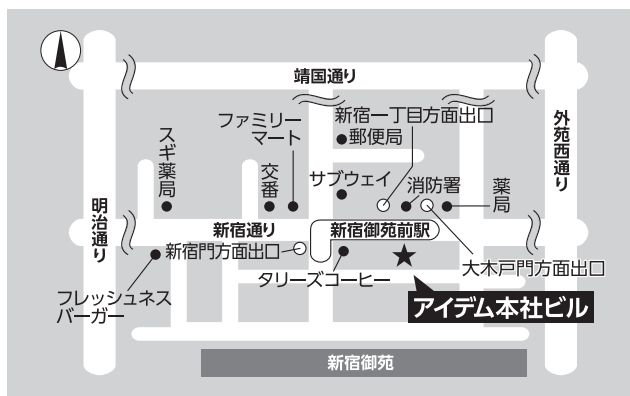 靖国通り
新宿一丁目方面出口
ファミリー
マート
郵便局
外苑西通り
スギ薬局
交番
サブウェイ
消防署
薬局
明治通り
新宿通り
新宿御苑前駅
新宿門方面出口
タリーズコーヒー
大木戸門方面出口
フレッシュネス
バーガー
アイデム本社ビル
新宿御苑